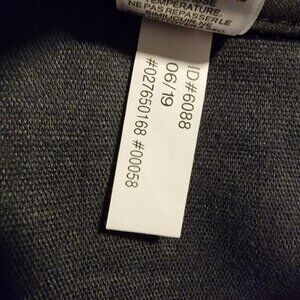 TEMPERATURE
NE PAS REPASSER LE
ID#6088
06/19
#027650168 #00058